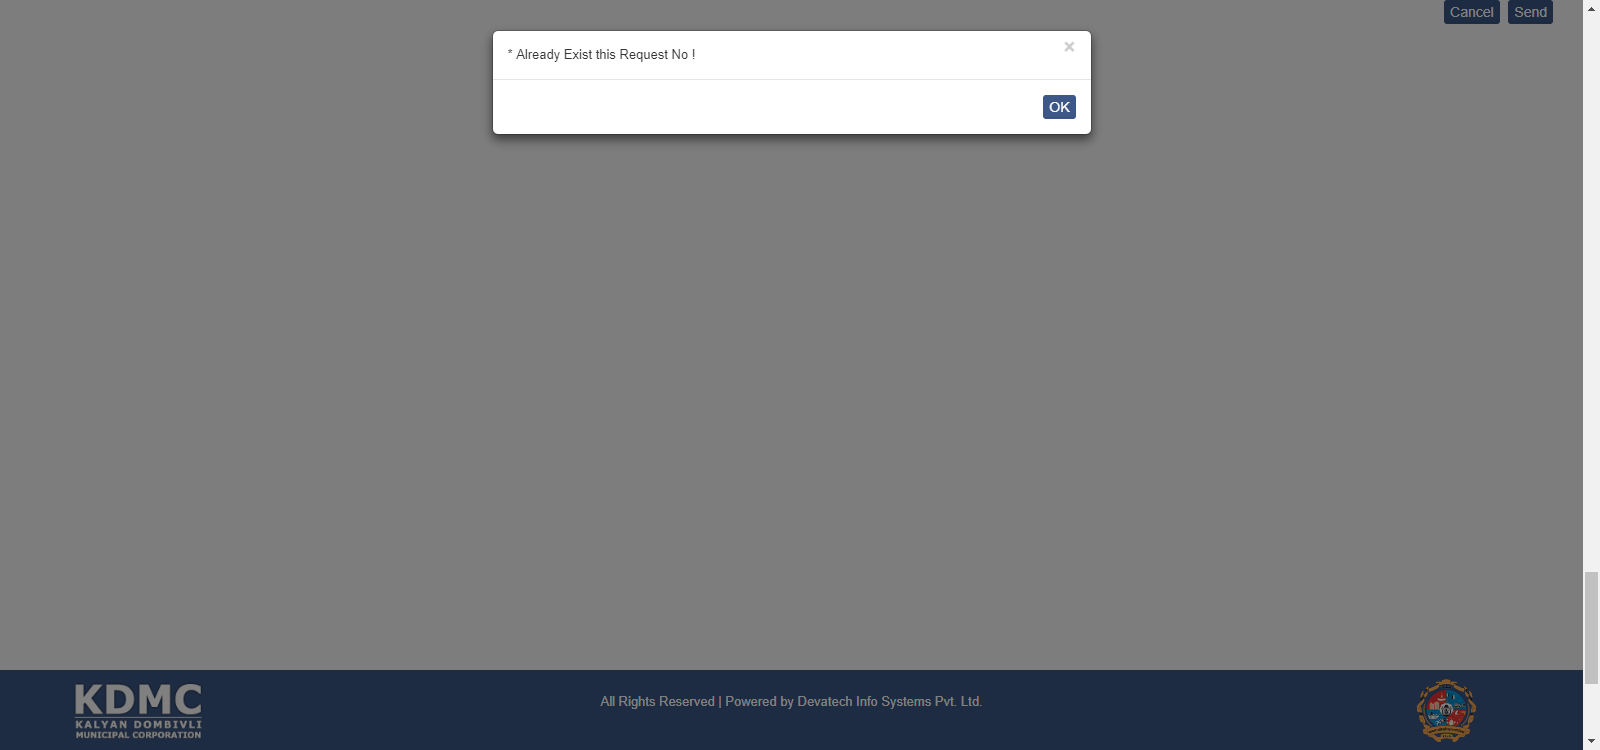 Cancel Send
* Already Exist this Request No !
×
OK
KDMC
KALYAN DOMBIVLI
MUNICIPAL CORPORATION
All Rights Reserved | Powered by Devatech Info Systems Pvt. Ltd.